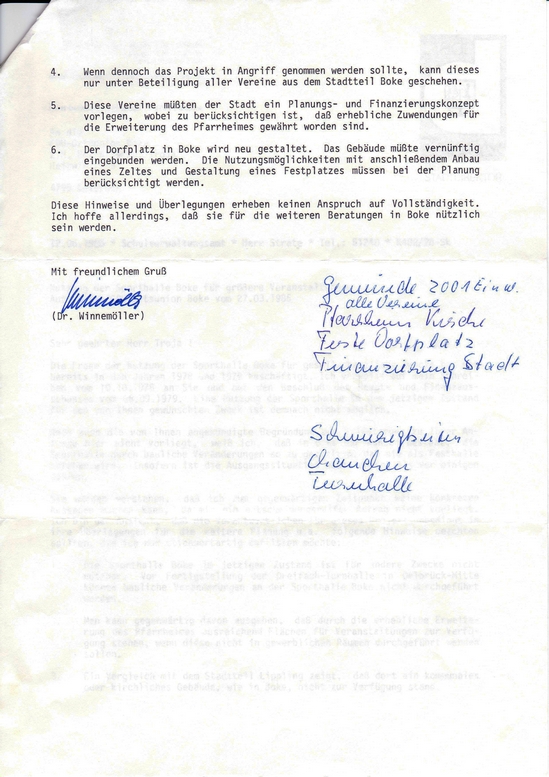 4. Wenn dennoch das Projekt in Angriff genommen werden sollte, kann dieses
nur unter Beteiligung aller Vereine aus dem Stadtteil Boke geschehen.
5. Diese Vereine müßten der Stadt ein Planungs- und Finanzierungskonzept
vorlegen, wobei zu berücksichtigen ist, daß erhebliche Zuwendungen für
die Erweiterung des Pfarrheimes gewährt worden sind.
6. Der Dorfplatz in Boke wird neu gestaltet. Das Gebäude müßte vernünftig
eingebunden werden. Die Nutzungsmöglichkeiten mit anschließendem Anbau
eines Zeltes und Gestaltung eines Festplatzes müssen bei der Planung
berücksichtigt werden.
Diese Hinweise und Überlegungen erheben keinen Anspruch auf Vollständigkeit.
Ich hoffe allerdings, daß sie für die weiteren Beratungen in Boke nützlich
sein werden.
Mit freundlichem Gruß
Winnemöller
(Dr. Winnemöller)
Gemeinde 2001 Einw.
alle Vereine
Pfarrheim Kirche
Feste Dorfplatz
Finanzierung Stadt
Schwierigkeiten
Chancen
Turnhalle